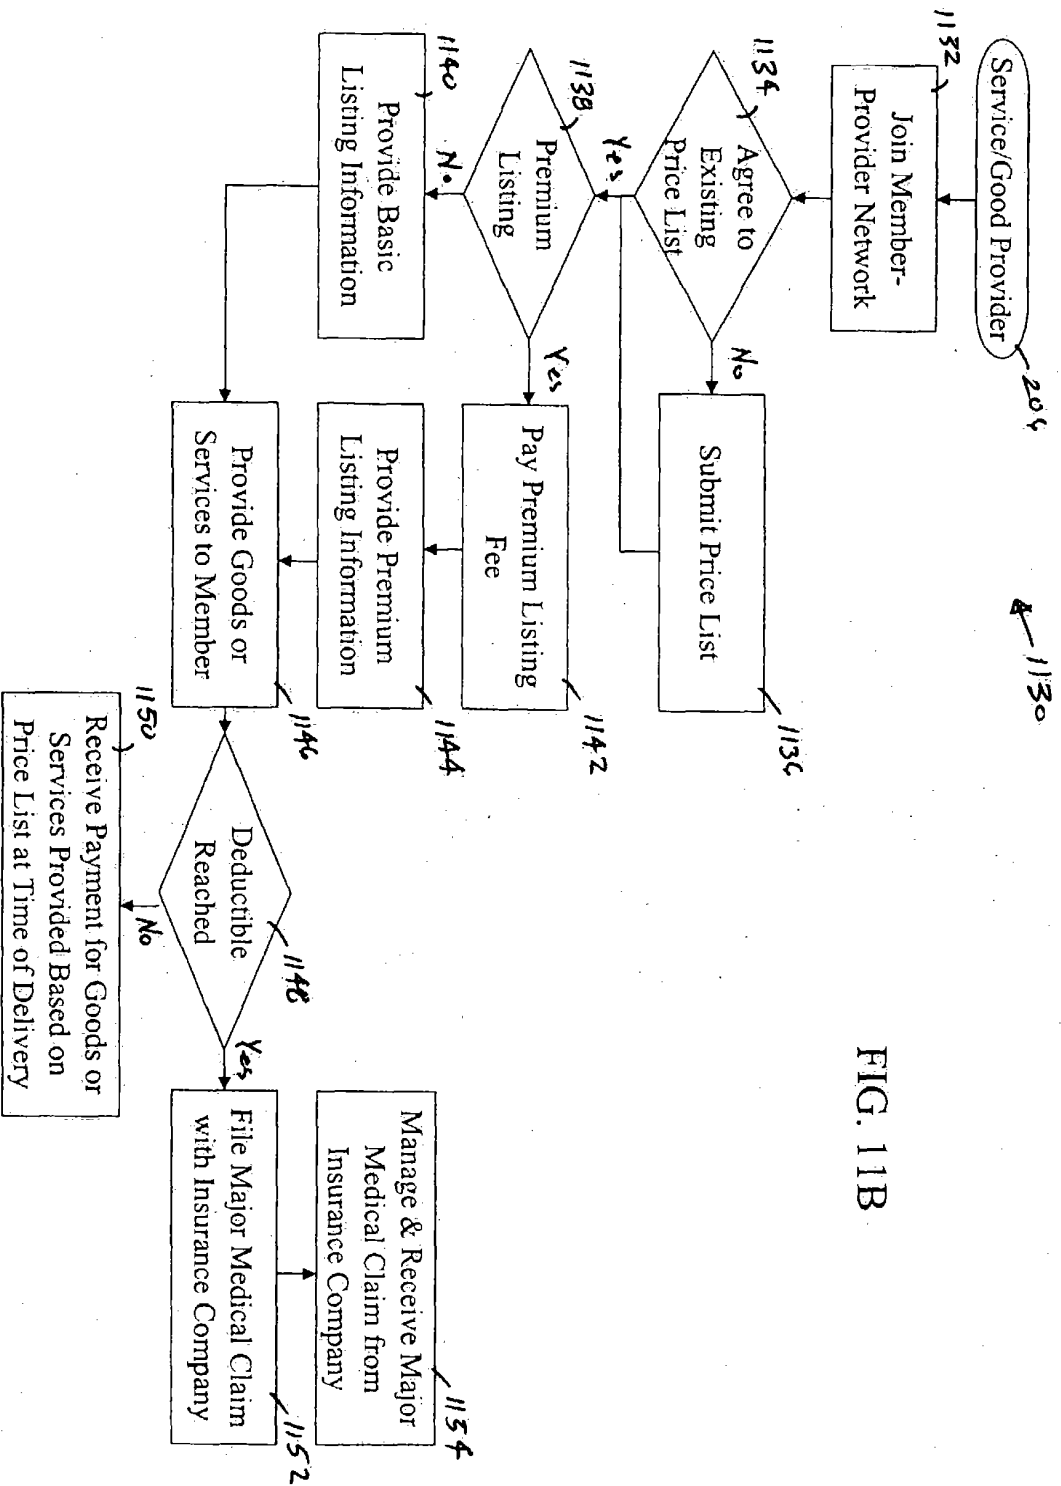 FIG. 11B
1130
Service/Good Provider
204
1132
Join Member-
Provider Network
1134
Agree to
Existing
Price List
No
Submit Price List
1136
Yes
1138
Premium
Listing
Yes
Pay Premium Listing
Fee
1142
No
1140
Provide Basic
Listing Information
Provide Premium
Listing Information
1144
Provide Goods or
Services to Member
1146
Deductible
Reached
1148
Yes
File Major Medical Claim
with Insurance Company
1152
Manage & Receive Major
Medical Claim from
Insurance Company
1154
No
1150
Receive Payment for Goods or
Services Provided Based on
Price List at Time of Delivery